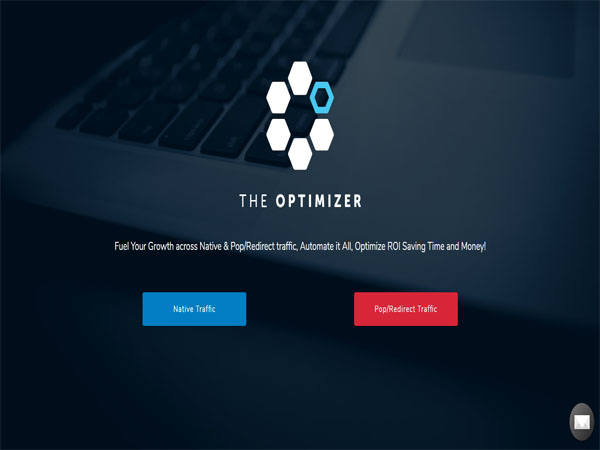 THE OPTIMIZER
Fuel Your Growth across Native & Pop/Redirect traffic, Automate it All, Optimize ROI Saving Time and Money!
Native Traffic
Pop/Redirect Traffic